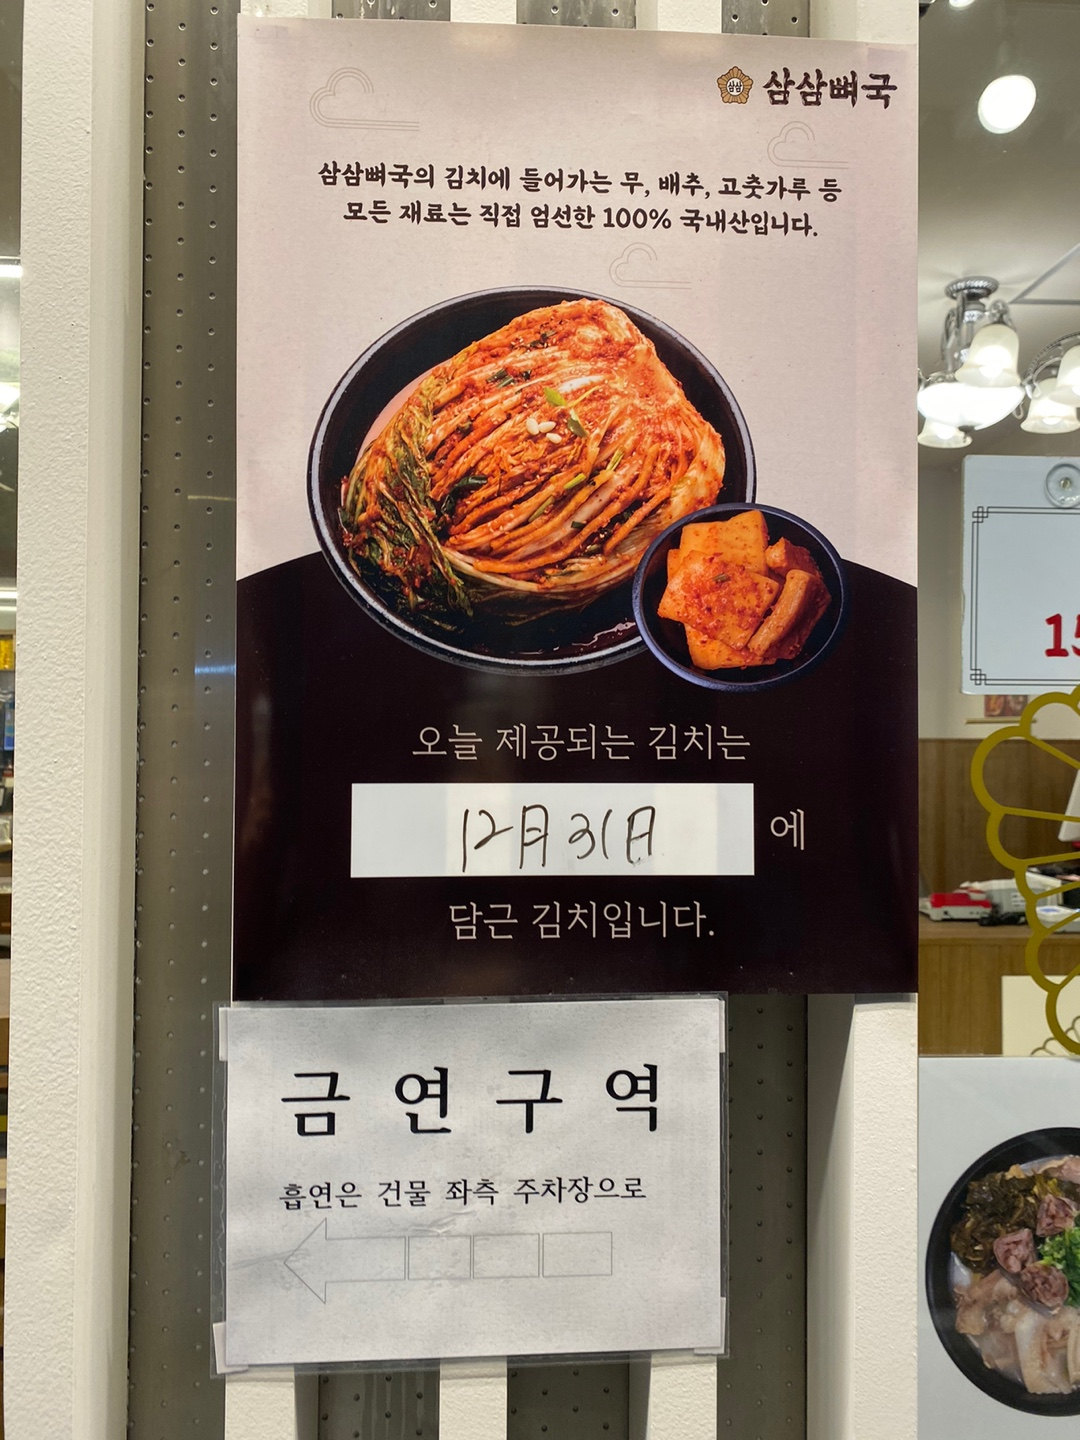 삼삼
삼삼뼈국
삼삼뼈국의 김치에 들어가는 무, 배추, 고춧가루 등
모든 재료는 직접 엄선한 100% 국내산입니다.
오늘 제공되는 김치는
12月 31日 에
담근 김치입니다.
금 연 구 역
흡연은 건물 좌측 주차장으로
15